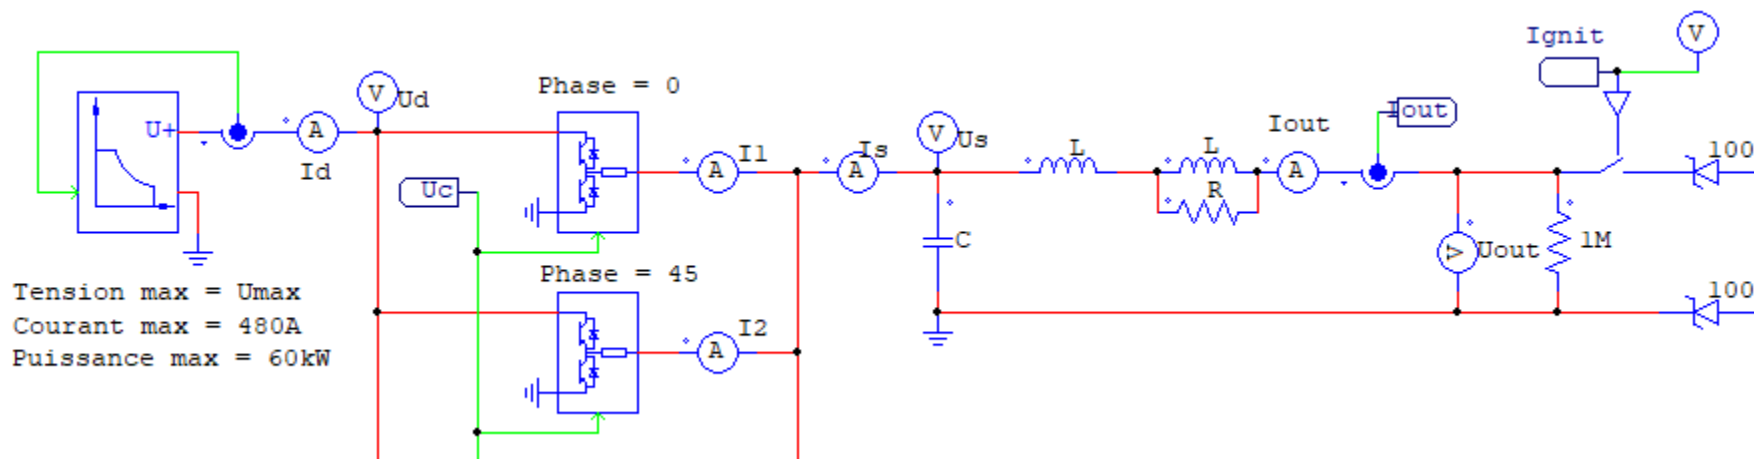 Ignit
V
V
Ud
Phase = 0
U+
A
Id
I1
A
Is
A
V
Us
L
L
R
Iout
A
Iout
100
Uc
C
V
Uout
1M
Phase = 45
100
I2
A
Tension max = Umax
Courant max = 480A
Puissance max = 60kW